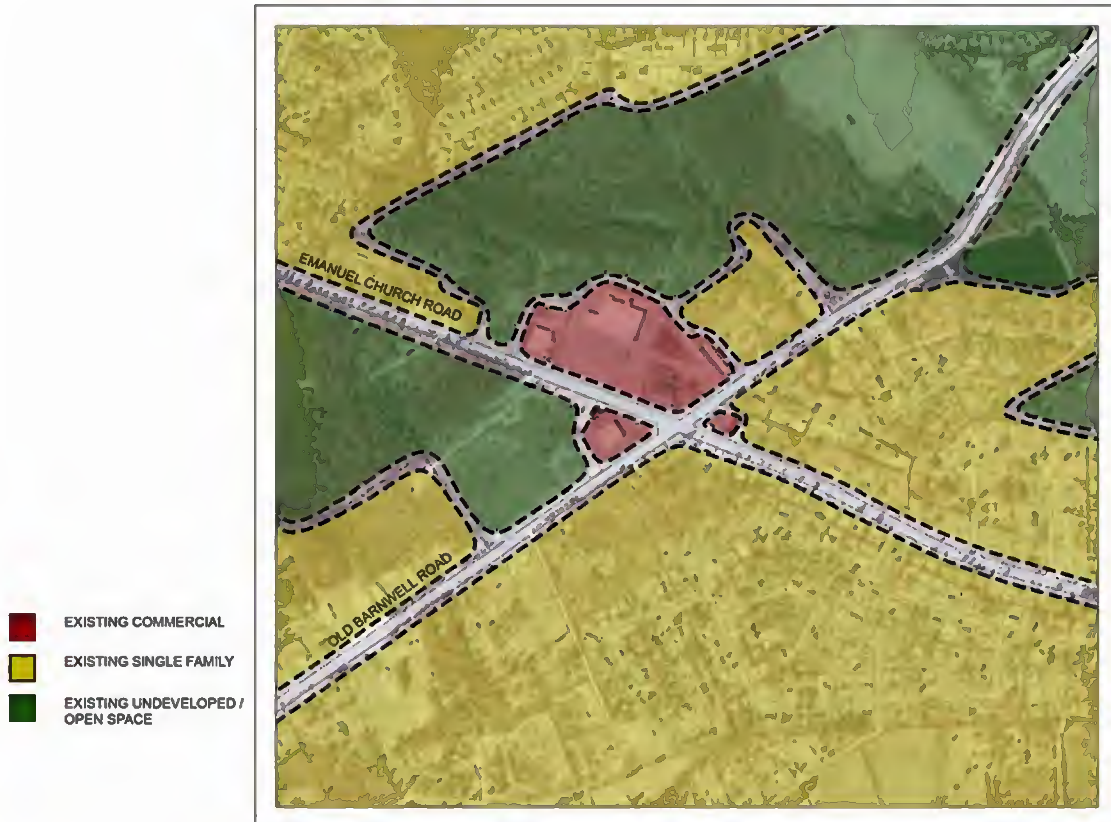 EMANUEL CHURCH ROAD
OLD BARNWELL ROAD
EXISTING COMMERCIAL
EXISTING SINGLE FAMILY
EXISTING UNDEVELOPED /
OPEN SPACE